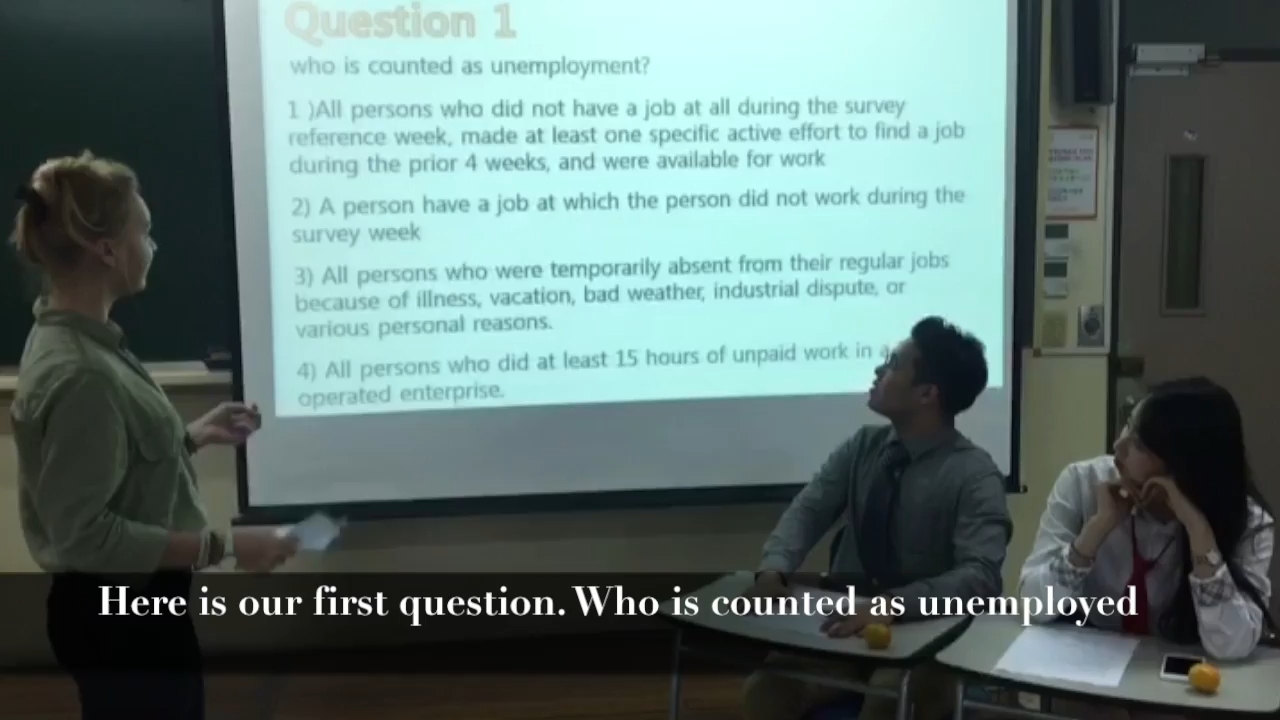 Question 1
who is counted as unemployment?
1 )All persons who did not have a job at all during the survey
reference week, made at least one specific active effort to find a job
during the prior 4 weeks, and were available for work
2) A person have a job at which the person did not work during the
survey week
3) All persons who were temporarily absent from their regular jobs
because of illness, vacation, bad weather, industrial dispute, or
various personal reasons.
4) All persons who did at least 15 hours of unpaid work in
operated enterprise.
Here is our first question. Who is counted as unemployed